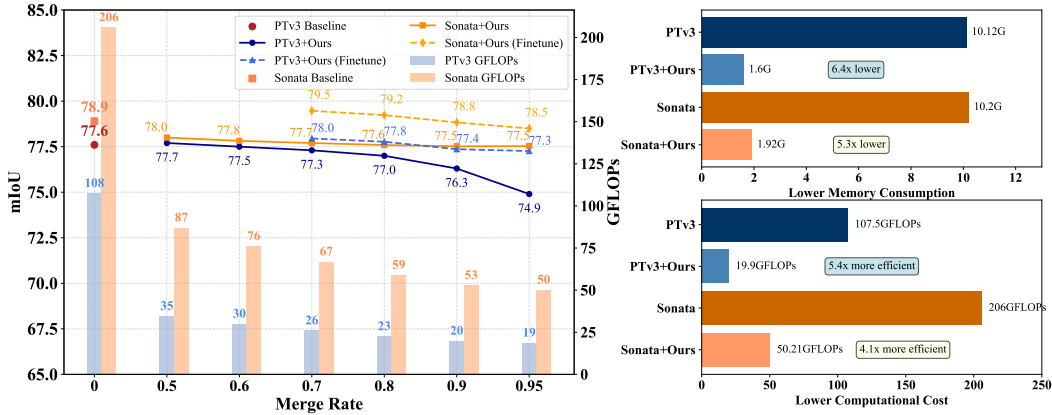 85.0
82.5
80.0
77.5
75.0
72.5
70.0
67.5
65.0
mIoU
200
175
150
125
100
75
50
25
0
GFLOPs
0
0.5
0.6
0.7
0.8
0.9
0.95
Merge Rate
PTv3 Baseline
PTv3+Ours
PTv3+Ours (Finetune)
Sonata Baseline
Sonata+Ours
Sonata+Ours (Finetune)
PTv3 GFLOPs
Sonata GFLOPs
206
108
78.9
77.6
87
76
67
59
53
50
35
30
26
23
20
19
79.5
79.2
78.8
78.5
78.0
77.8
77.7
77.6
77.5
77.5
78.0
77.8
77.4
77.3
77.7
77.5
77.3
77.0
76.3
74.9
PTv3
10.12G
PTv3+Ours
1.6G
6.4x lower
Sonata
10.2G
Sonata+Ours
1.92G
5.3x lower
0
2
4
6
8
10
12
Lower Memory Consumption
PTv3
107.5GFLOPs
PTv3+Ours
19.9GFLOPs
5.4x more efficient
Sonata
206GFLOPs
Sonata+Ours
50.21GFLOPs
4.1x more efficient
0
50
100
150
200
250
Lower Computational Cost